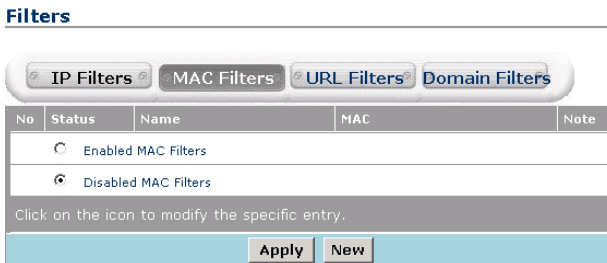 Filters
IP Filters MAC Filters URL Filters Domain Filters
No Status Name MAC Note
Enabled MAC Filters
Disabled MAC Filters
Click on the icon to modify the specific entry.
Apply New